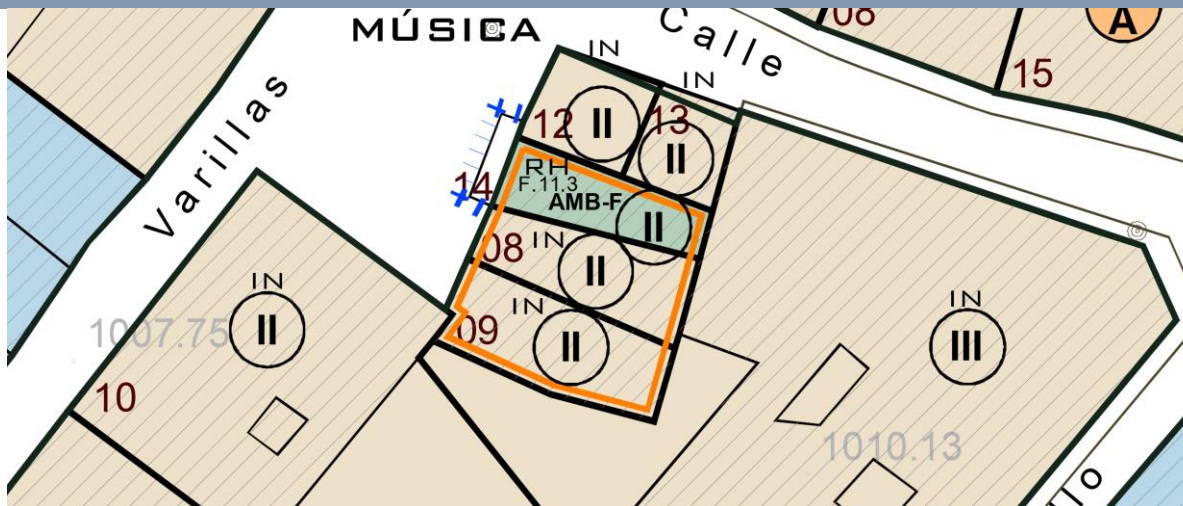 MÚSICA
Calle
08
A
15
IN
IN
Varillas
12
II
13
II
RH
F.11.3
AMB-F
14
II
08
IN
II
IN
09
II
IN
II
1007.75
10
IN
III
1010.13
lo